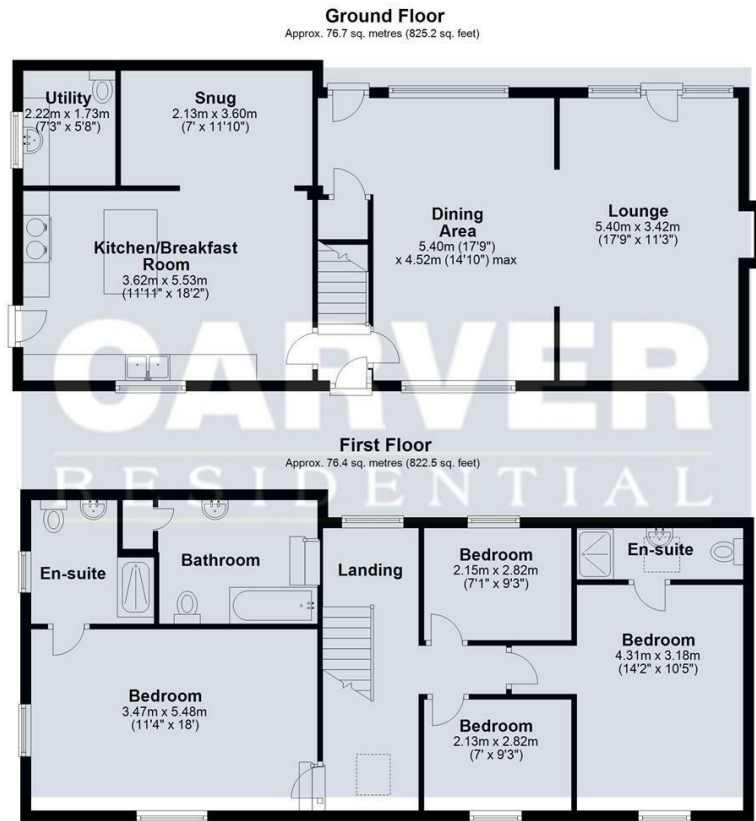 Ground Floor
Approx. 76.7 sq. metres (825.2 sq. feet)
Utility
2.22m x 1.73m
(7'3" x 5'8")
Snug
2.13m x 3.60m
(7' x 11'10")
Kitchen/Breakfast
Room
3.62m x 5.53m
(11'11" x 18'2")
Dining
Area
5.40m (17'9")
x 4.52m (14'10") max
Lounge
5.40m x 3.42m
(17'9" x 11'3")
CARVER
RESIDENTIAL
First Floor
Approx. 76.4 sq. metres (822.5 sq. feet)
En-suite
Bathroom
Landing
Bedroom
2.15m x 2.82m
(7'1" x 9'3")
En-suite
Bedroom
4.31m x 3.18m
(14'2" x 10'5")
Bedroom
3.47m x 5.48m
(11'4" x 18')
Bedroom
2.13m x 2.82m
(7' x 9'3")